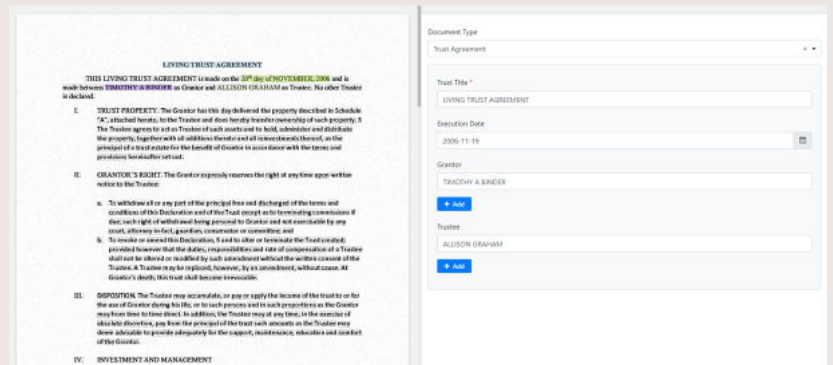 LIVING TRUST AGREEMENT
THIS LIVING TRUST AGREEMENT is made on the 20th day of NOVEMBER, 2006 and is
made between TIMOTHY A BINDER as Grantor and ALLISON GRAHAM as Trustee. No other Trustee
is declared.
I. TRUST PROPERTY. The Grantor has this day delivered the property described in Schedule
"A", attached hereto, to the Trustee and does hereby transfer ownership of such property. 3
The Trustee agrees to act as Trustee of such assets and to hold, administer and distribute
the property, together with all additions thereto and all reinvestments thereof, as the
principal of a trust estate for the benefit of Grantor in accordance with the terms and
provisions hereinafter set out.
II. GRANTOR'S RIGHT. The Grantor expressly reserves the right at any time upon written
notice to the Trustee:
a. To withdraw all or any part of the principal free and discharged of the terms and
conditions of this Declaration and of the Trust except as to terminating commissions if
due; such right of withdrawal being personal to Grantor and not exercisable by any
court, attorney in fact, guardian, conservator or committee; and
b. To revoke or amend this Declaration, 5 and to alter or terminate the Trust created;
provided however that the duties, responsibilities and rate of compensation of a Trustee
shall not be altered or modified by such amendment without the written consent of the
Trustee. A Trustee may be replaced, however, by an amendment, without cause. At
Grantor's death, this trust shall become irrevocable.
III. DISPOSITION. The Trustee may accumulate, or pay or apply the income of the trust to or for
the use of Grantor during his life, or to such persons and in such proportions as the Grantor
may from time to time direct. In addition, the Trustee may at any time; in the exercise of
absolute discretion, pay from the principal of the trust such amounts as the Trustee may
deem advisable to provide adequately for the support, maintenance, education and comfort
of the Grantor.
IV. INVESTMENT AND MANAGEMENT
Document Type
Trust Agreement
Trust Title *
LIVING TRUST AGREEMENT
Execution Date
2006-11-19
Grantor
TIMOTHY A BINDER
+ Add
Trustee
ALLISON GRAHAM
+ Add